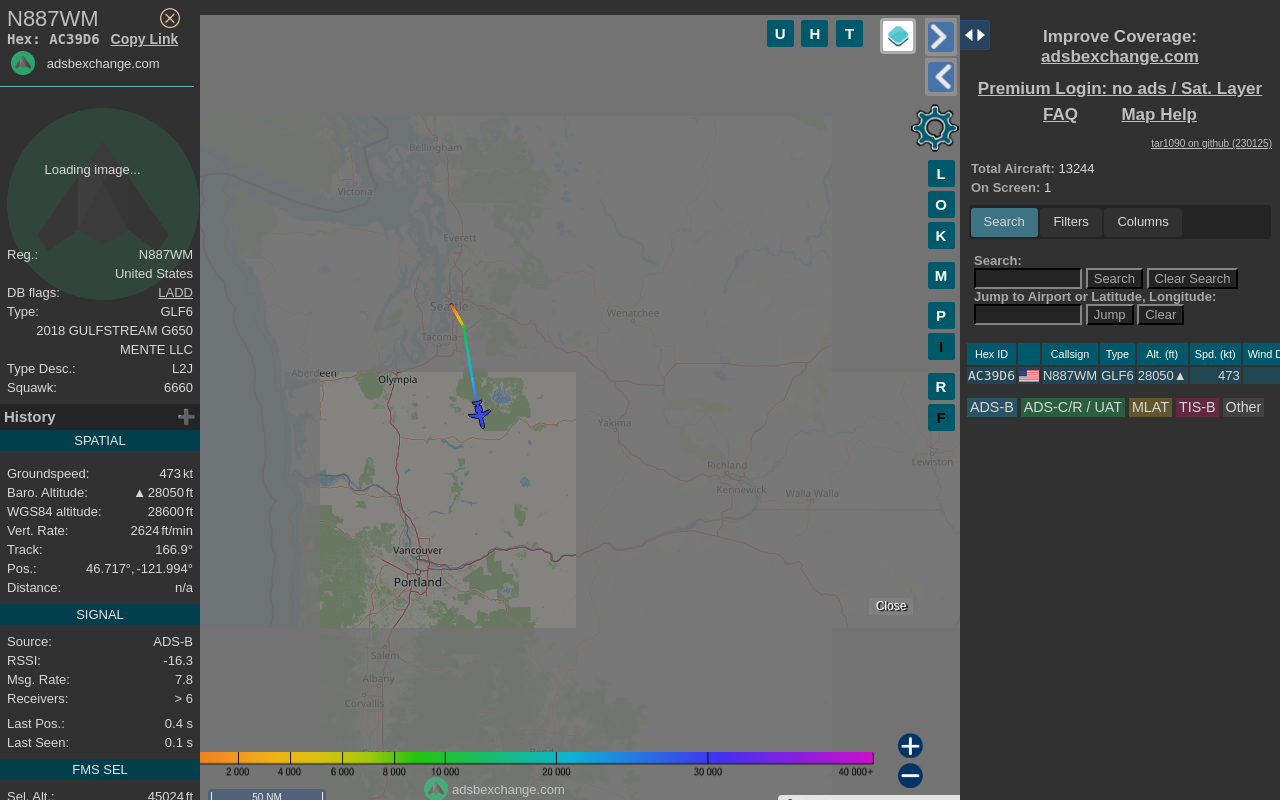 N887WM
Hex: AC39D6 Copy Link
adsbexchange.com
Loading image...
Reg.: N887WM
United States
DB flags: LADD
Type: GLF6
2018 GULFSTREAM G650
MENTE LLC
Type Desc.: L2J
Squawk: 6660
History
SPATIAL
Groundspeed: 473 kt
Baro. Altitude: ▲ 28050 ft
WGS84 altitude: 28600 ft
Vert. Rate: 2624 ft/min
Track: 166.9°
Pos.: 46.717°, -121.994°
Distance: n/a
SIGNAL
Source: ADS-B
RSSI: -16.3
Msg. Rate: 7.8
Receivers: > 6
Last Pos.: 0.4 s
Last Seen: 0.1 s
FMS SEL
Sel. Alt.: 45024 ft
U H T
L
O
K
M
P
I
R
F
Bellingham
Victoria
Everett
Seattle
Wenatchee
Tacoma
Aberdeen
Olympia
Yakima
Richland
Lewiston
Kennewick
Walla Walla
Vancouver
Portland
Close
Salem
Albany
Corvallis
2 000 4 000 6 000 8 000 10 000 20 000 30 000 40 000+
adsbexchange.com
50 NM
Improve Coverage:
adsbexchange.com
Premium Login: no ads / Sat. Layer
FAQ Map Help
tar1090 on github (230125)
Total Aircraft: 13244
On Screen: 1
Search Filters Columns
Search:
Search Clear Search
Jump to Airport or Latitude, Longitude:
Jump Clear
Hex ID Callsign Type Alt. (ft) Spd. (kt) Wind D
AC39D6 N887WM GLF6 28050▲ 473
ADS-B ADS-C/R / UAT MLAT TIS-B Other